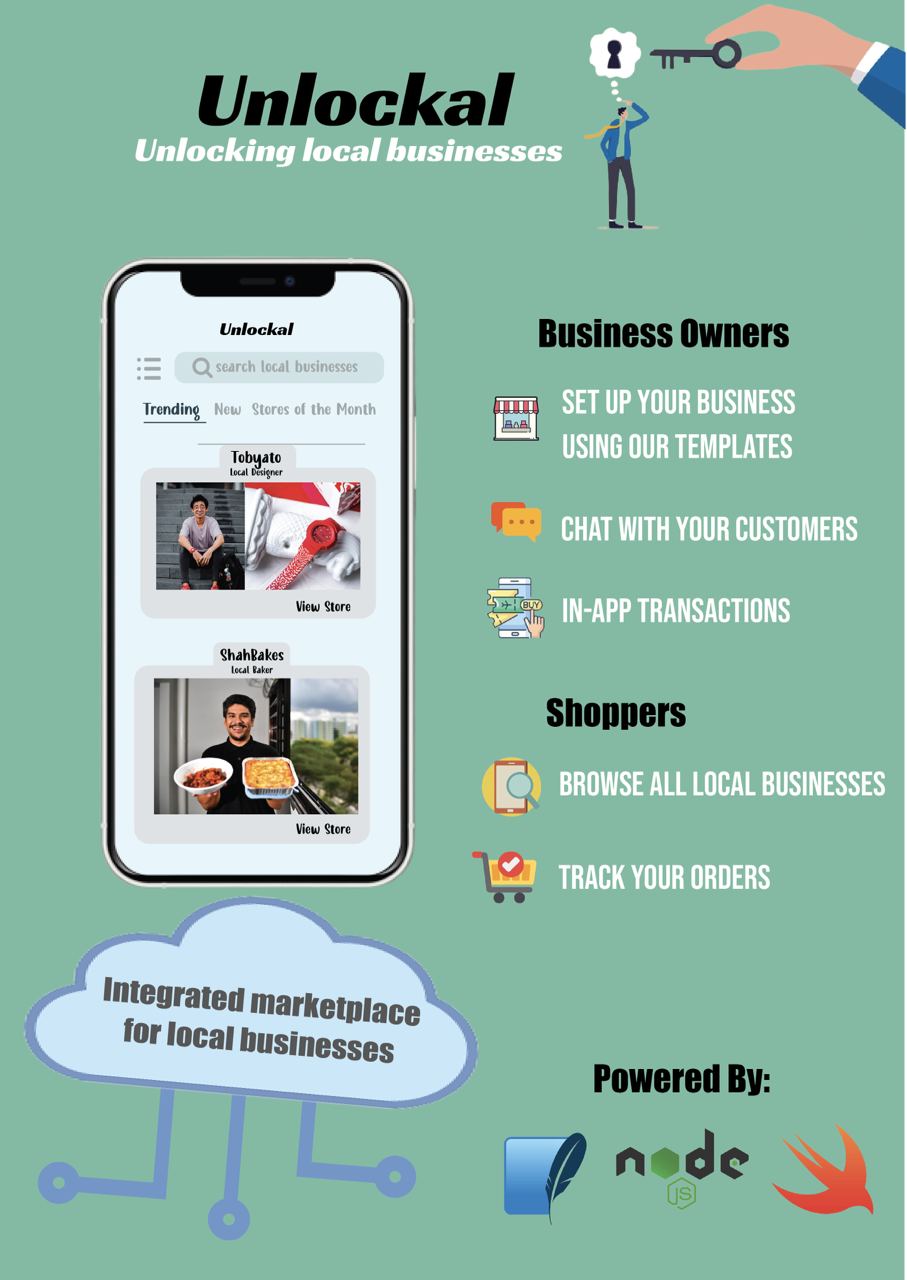 Unlockal
Unlocking local businesses
Unlockal
search local businesses
Trending New Stores of the Month
Tobyato
Local Designer
View Store
ShahBakes
Local Baker
View Store
Business Owners
SET UP YOUR BUSINESS
USING OUR TEMPLATES
CHAT WITH YOUR CUSTOMERS
BUY
IN-APP TRANSACTIONS
Shoppers
BROWSE ALL LOCAL BUSINESSES
TRACK YOUR ORDERS
Integrated marketplace
for local businesses
Powered By:
node
JS